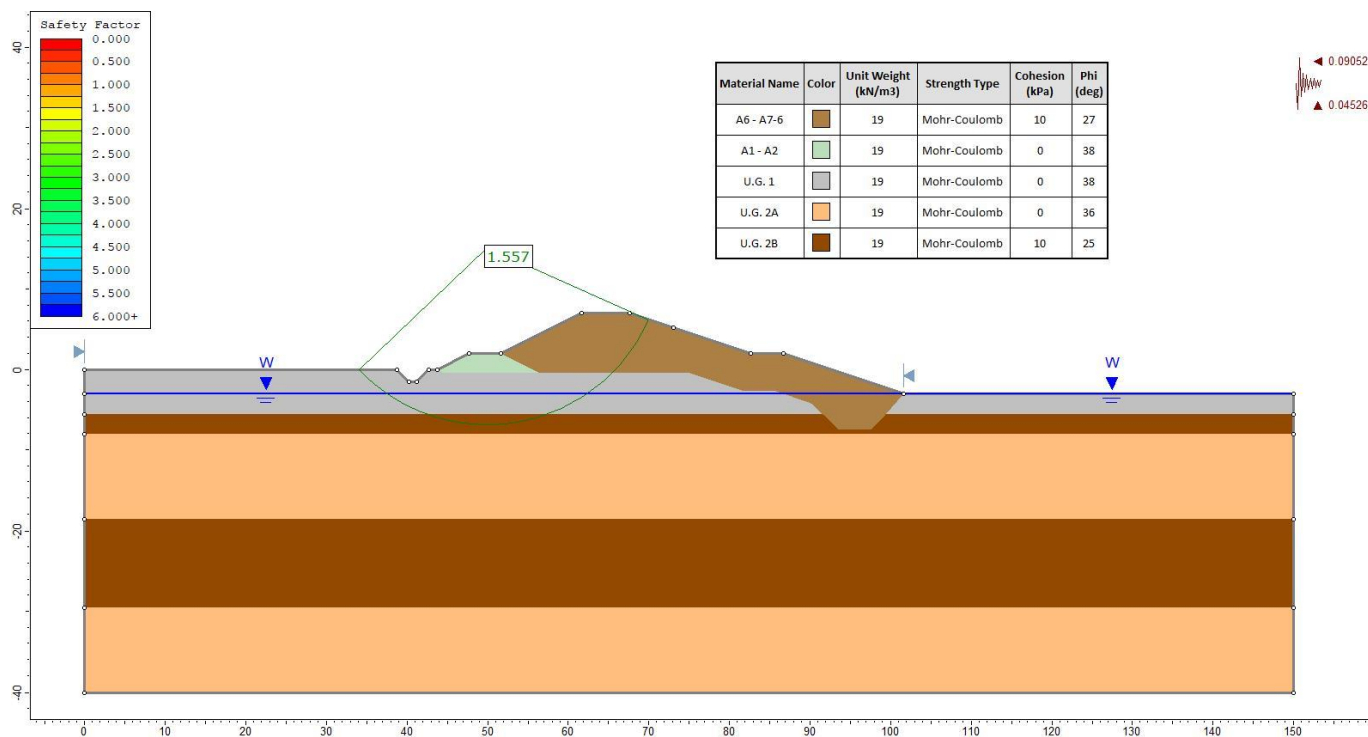 Safety Factor
0.000
0.500
1.000
1.500
2.000
2.500
3.000
3.500
4.000
4.500
5.000
5.500
6.000+
Material Name Color Unit Weight (kN/m3) Strength Type Cohesion (kPa) Phi (deg)
A6 - A7-6 19 Mohr-Coulomb 10 27
A1 - A2 19 Mohr-Coulomb 0 38
U.G. 1 19 Mohr-Coulomb 0 38
U.G. 2A 19 Mohr-Coulomb 0 36
U.G. 2B 19 Mohr-Coulomb 10 25
0.09052
0.04526
1.557
W W
40
20
0
-20
-40
0 10 20 30 40 50 60 70 80 90 100 110 120 130 140 150